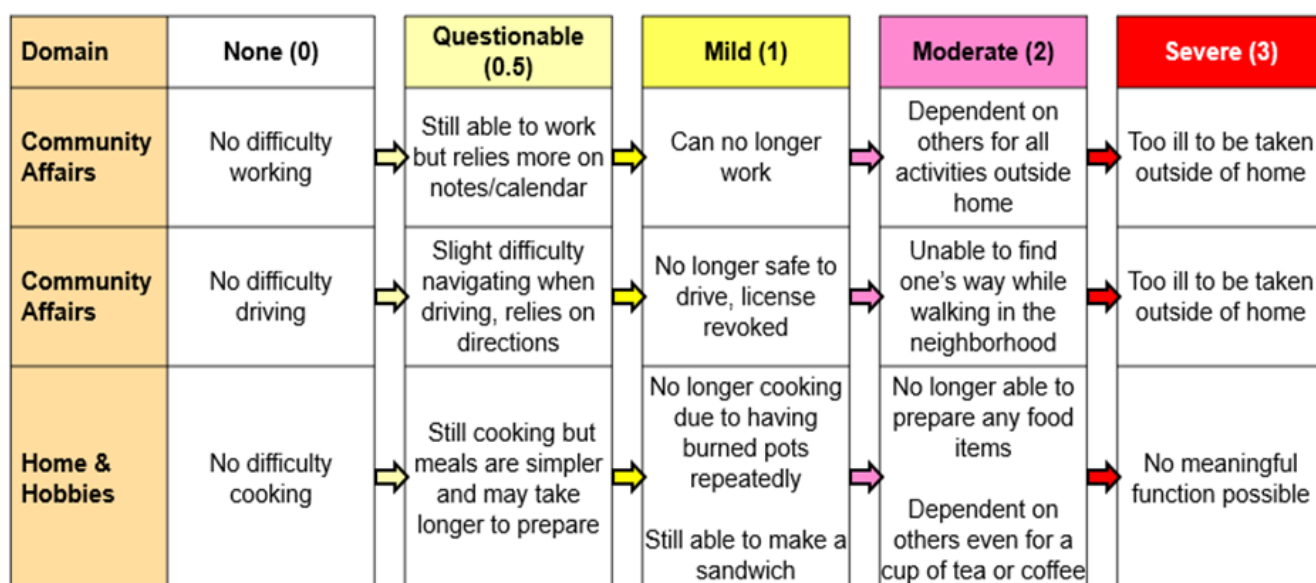 Domain
None (0)
Questionable
(0.5)
Mild (1)
Moderate (2)
Severe (3)
Community
Affairs
No difficulty
working
Still able to work
but relies more on
notes/calendar
Can no longer
work
Dependent on
others for all
activities outside
home
Too ill to be taken
outside of home
Community
Affairs
No difficulty
driving
Slight difficulty
navigating when
driving, relies on
directions
No longer safe to
drive, license
revoked
Unable to find
one's way while
walking in the
neighborhood
Too ill to be taken
outside of home
Home &
Hobbies
No difficulty
cooking
Still cooking but
meals are simpler
and may take
longer to prepare
No longer cooking
due to having
burned pots
repeatedly
Still able to make a
sandwich
No longer able to
prepare any food
items
Dependent on
others even for a
cup of tea or coffee
No meaningful
function possible